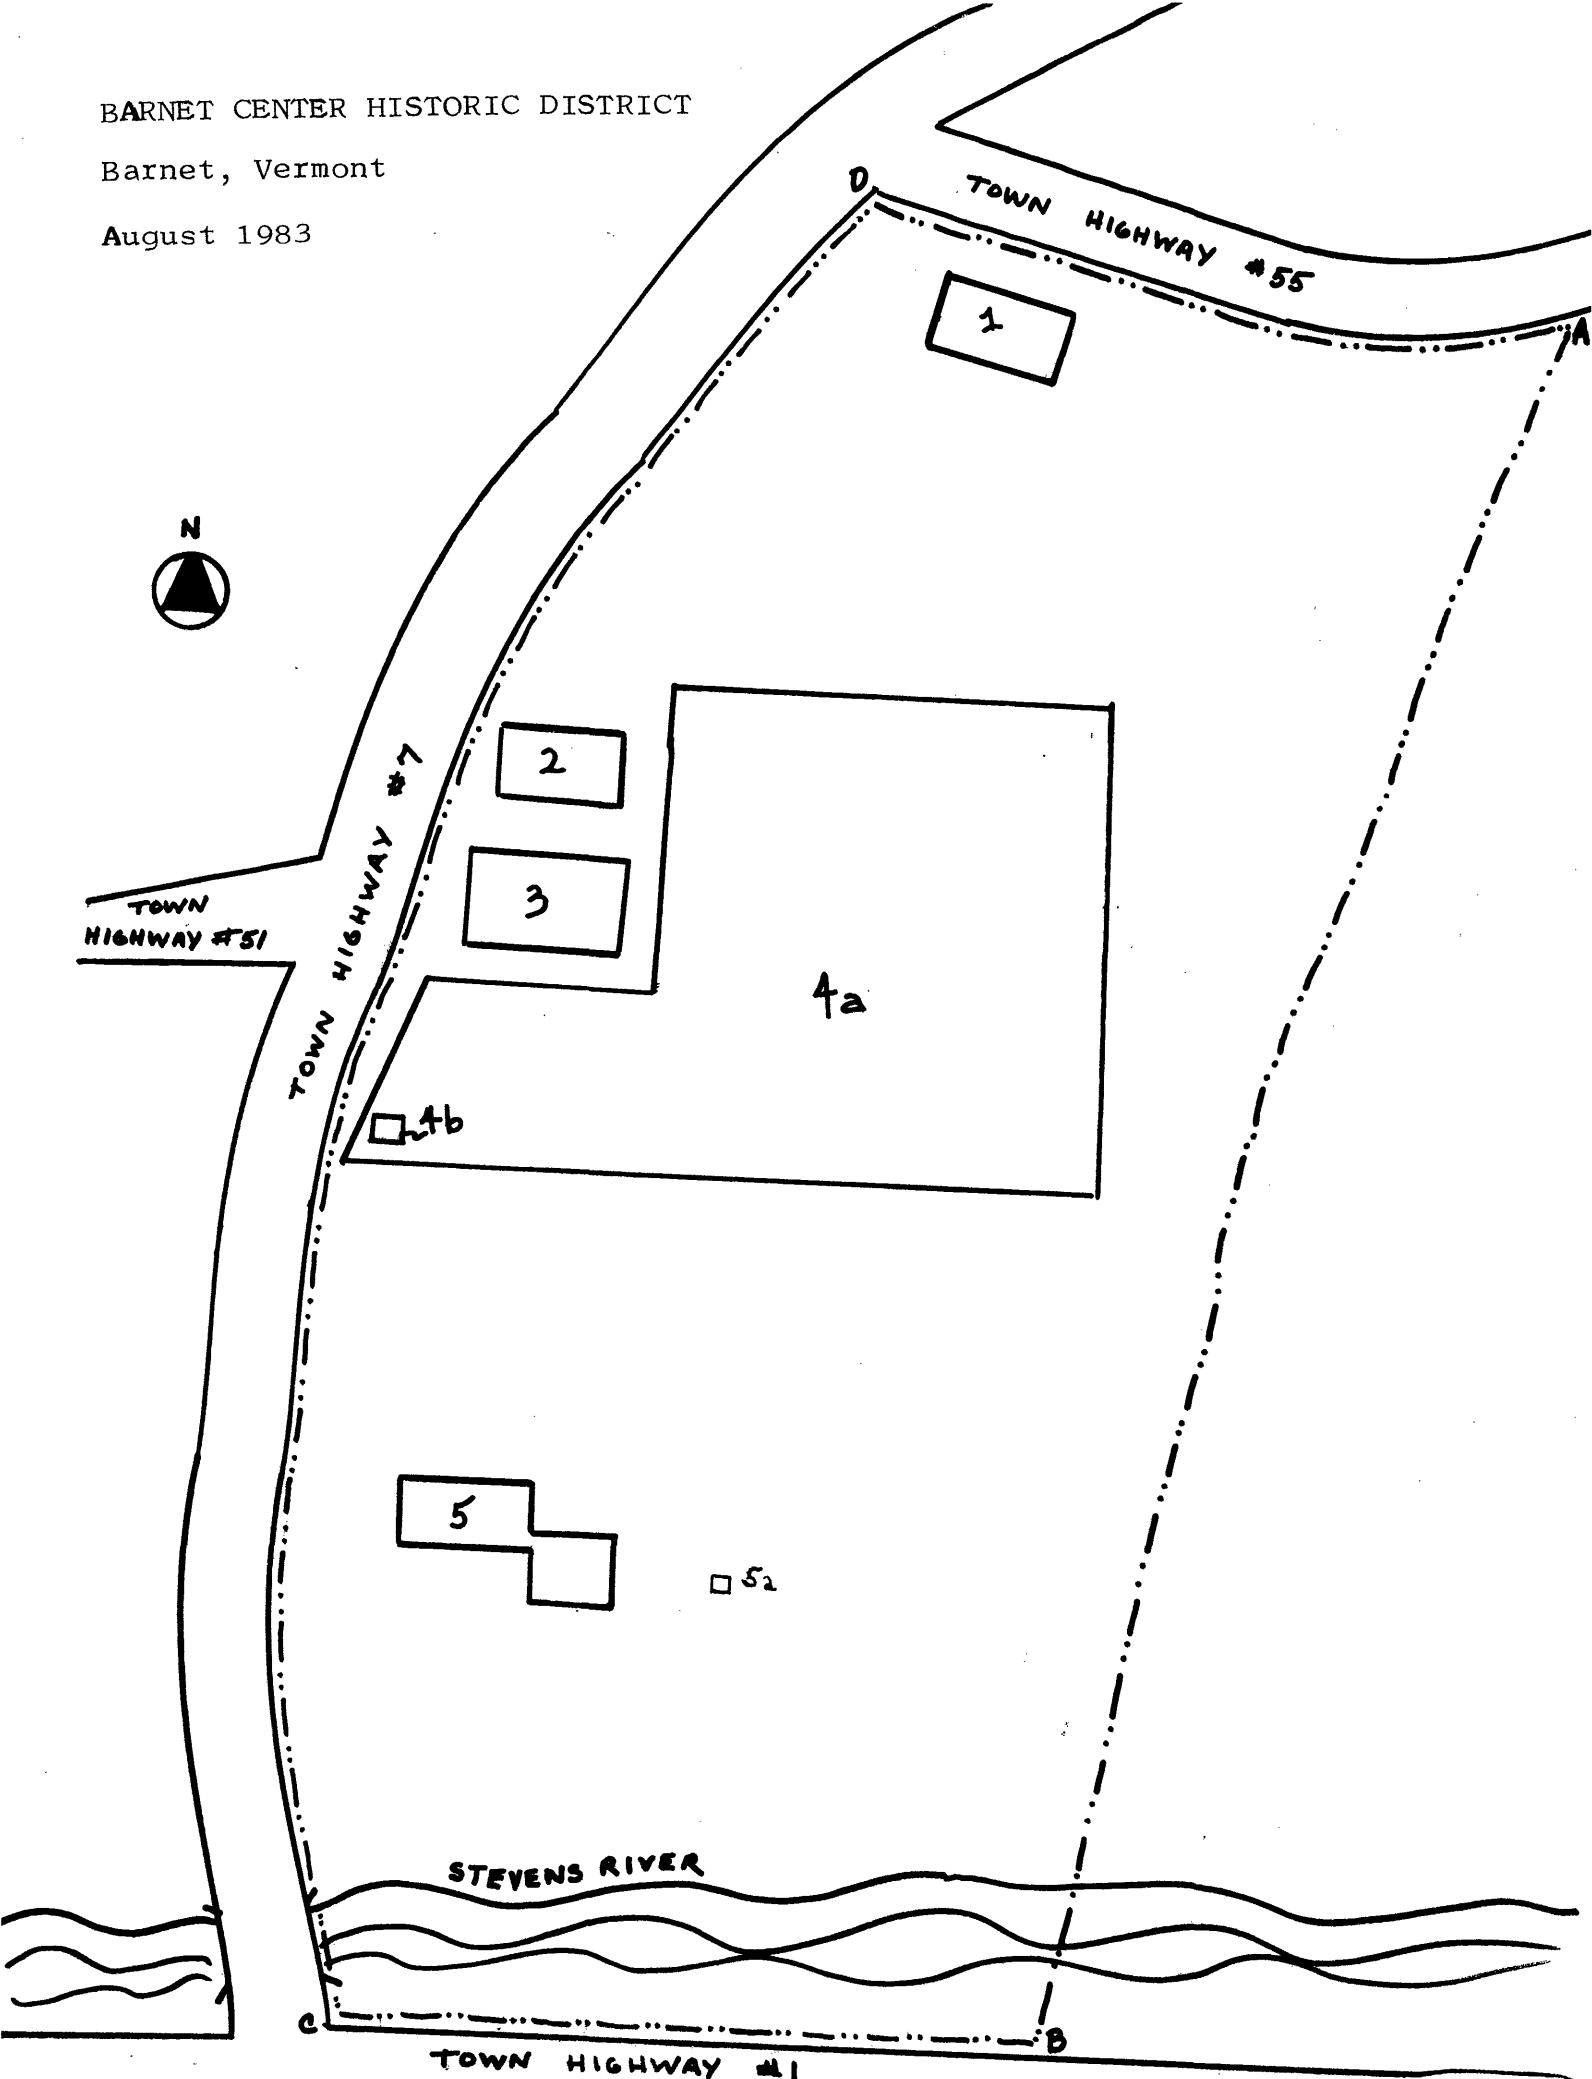 BARNET CENTER HISTORIC DISTRICT
Barnet, Vermont
August 1983
D
TOWN HIGHWAY #55
A
1
N
2
TOWN HIGHWAY #7
3
TOWN
HIGHWAY #51
4a
4b
5
5a
STEVENS RIVER
C
B
TOWN HIGHWAY #1